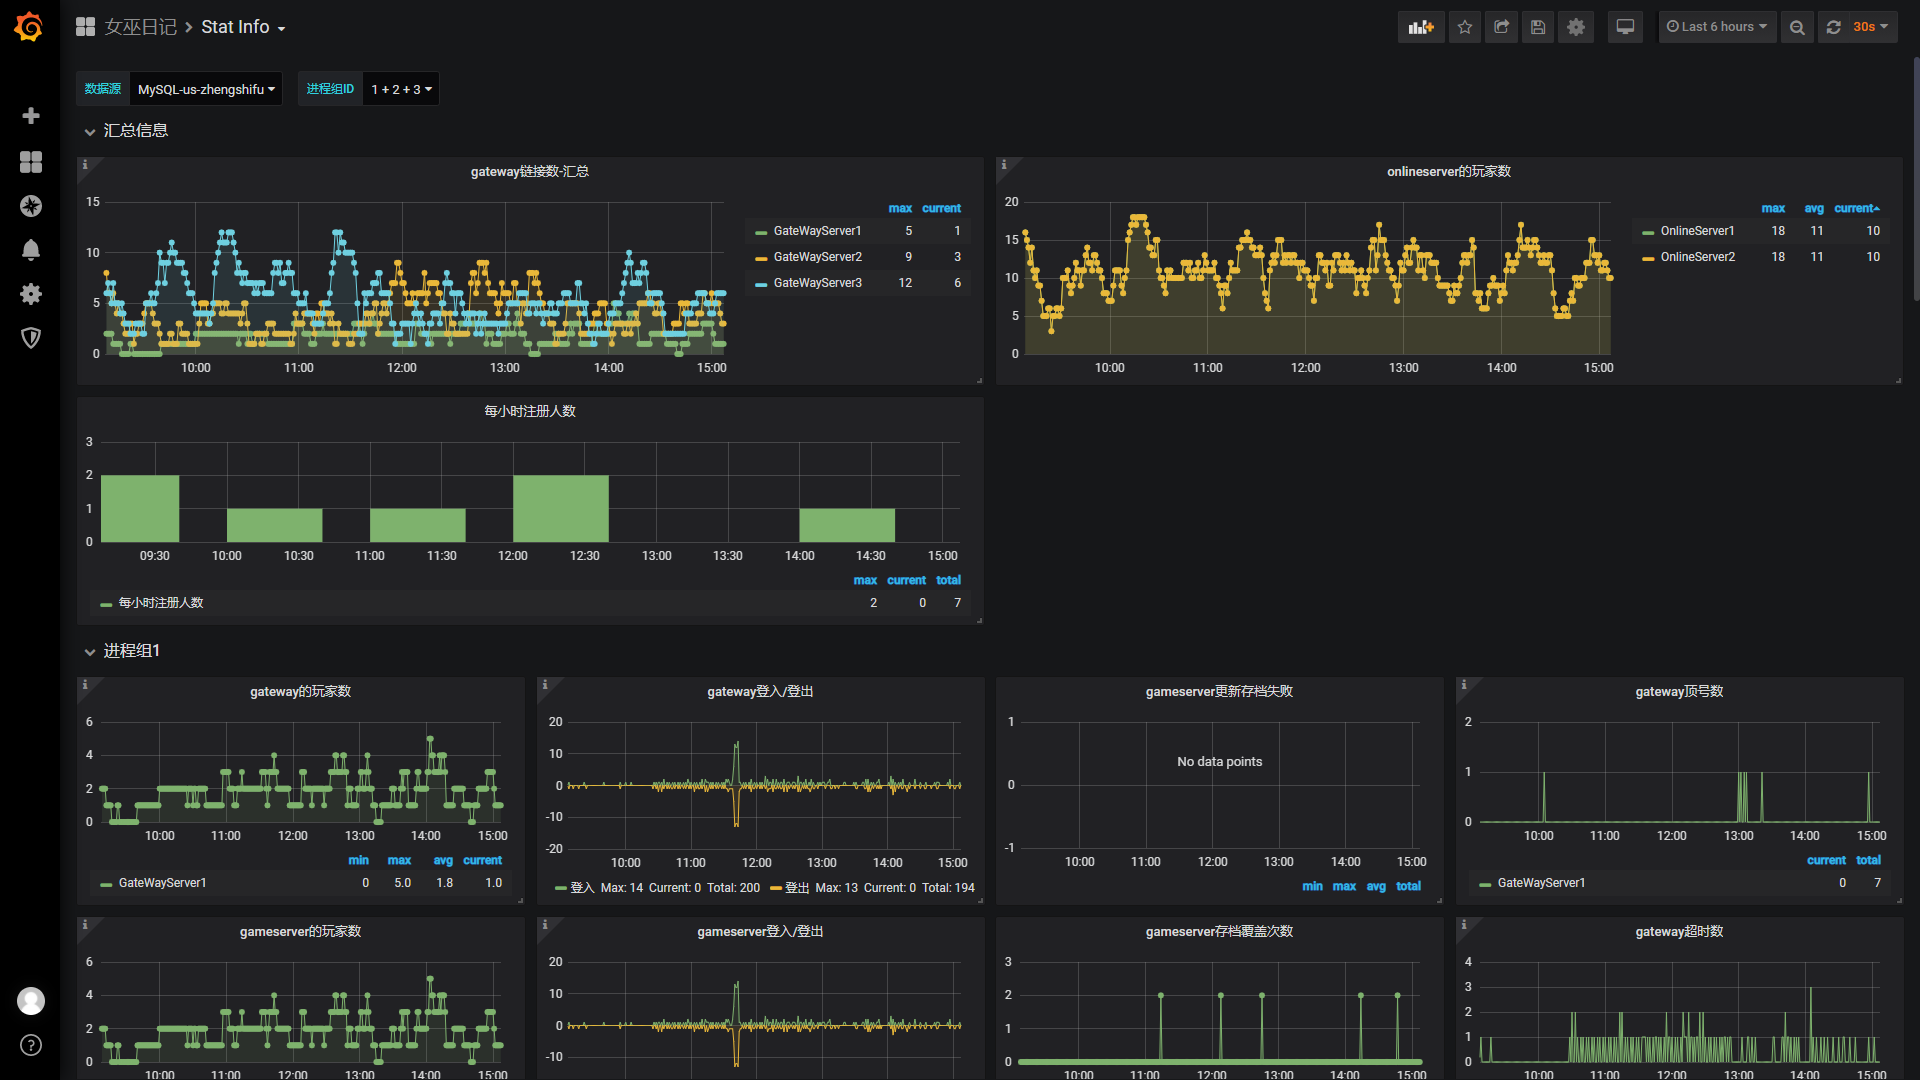 女巫日记 > Stat Info
Last 6 hours
30s
数据源 MySQL-us-zhengshifu
进程组ID 1 + 2 + 3
汇总信息
gateway链接数-汇总
15
10
5
0
10:00 11:00 12:00 13:00 14:00 15:00
max current
GateWayServer1 5 1
GateWayServer2 9 3
GateWayServer3 12 6
onlineserver的玩家数
20
15
10
5
0
10:00 11:00 12:00 13:00 14:00 15:00
max avg current
OnlineServer1 18 11 10
OnlineServer2 18 11 10
每小时注册人数
3
2
1
0
09:30 10:00 10:30 11:00 11:30 12:00 12:30 13:00 13:30 14:00 14:30 15:00
max current total
每小时注册人数 2 0 7
进程组1
gateway的玩家数
6
4
2
0
10:00 11:00 12:00 13:00 14:00 15:00
min max avg current
GateWayServer1 0 5.0 1.8 1.0
gateway登入/登出
20
10
0
-10
-20
10:00 11:00 12:00 13:00 14:00 15:00
登入 Max: 14 Current: 0 Total: 200 登出 Max: 13 Current: 0 Total: 194
gameserver更新存档失败
1
0
-1
No data points
10:00 11:00 12:00 13:00 14:00 15:00
min max avg total
gateway顶号数
2
1
0
10:00 11:00 12:00 13:00 14:00 15:00
current total
GateWayServer1 0 7
gameserver的玩家数
6
4
2
0
10:00 11:00 12:00 13:00 14:00 15:00
gameserver登入/登出
20
10
0
-10
gameserver存档覆盖次数
3
2
1
0
10:00 11:00 12:00 13:00 14:00 15:00
gateway超时数
4
3
2
1
0
10:00 11:00 12:00 13:00 14:00 15:00